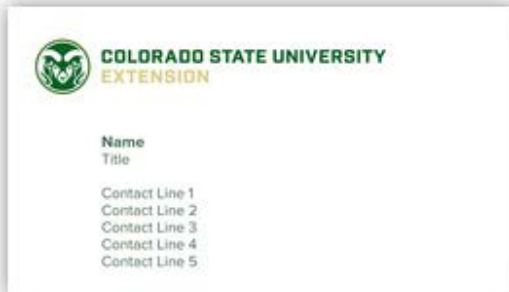 COLORADO STATE UNIVERSITY
EXTENSION
Name
Title
Contact Line 1
Contact Line 2
Contact Line 3
Contact Line 4
Contact Line 5